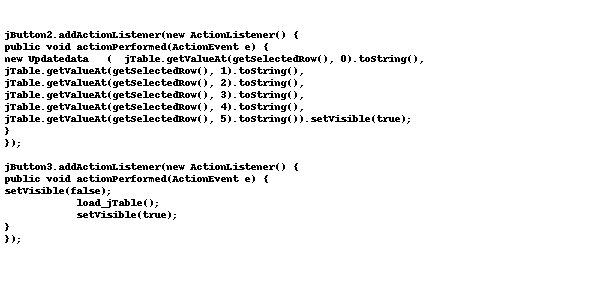 jButton2.addActionListener(new ActionListener() {
public void actionPerformed(ActionEvent e) {
new Updatedata   (  jTable.getValueAt(getSelectedRow(), 0).toString(),
jTable.getValueAt(getSelectedRow(), 1).toString(),
jTable.getValueAt(getSelectedRow(), 2).toString(),
jTable.getValueAt(getSelectedRow(), 3).toString(),
jTable.getValueAt(getSelectedRow(), 4).toString(),
jTable.getValueAt(getSelectedRow(), 5).toString()).setVisible(true);
}
});
jButton3.addActionListener(new ActionListener() {
public void actionPerformed(ActionEvent e) {
setVisible(false);
load_jTable();
setVisible(true);
}
});